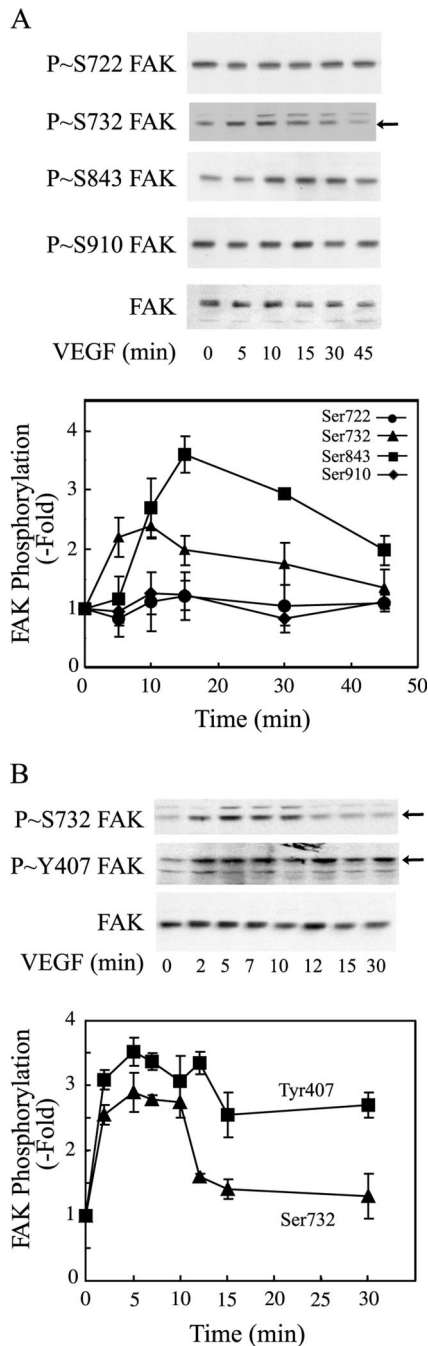 A
P~S722 FAK
P~S732 FAK
P~S843 FAK
P~S910 FAK
FAK
VEGF (min) 0 5 10 15 30 45
FAK Phosphorylation
(-Fold)
4
3
2
1
0
Ser722
Ser732
Ser843
Ser910
0 10 20 30 40 50
Time (min)
B
P~S732 FAK
P~Y407 FAK
FAK
VEGF (min) 0 2 5 7 10 12 15 30
FAK Phosphorylation
(-Fold)
4
3
2
1
0
Tyr407
Ser732
0 5 10 15 20 25 30
Time (min)